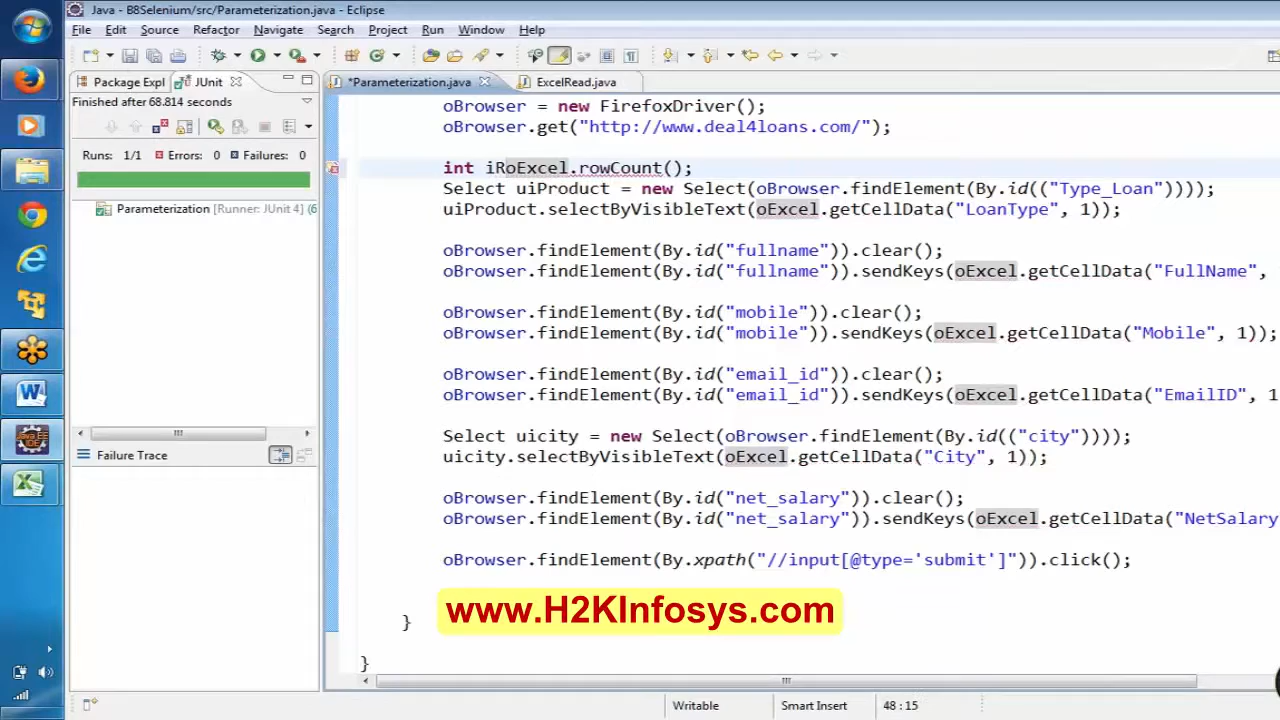 Java - B8Selenium/src/Parameterization.java - Eclipse
File Edit Source Refactor Navigate Search Project Run Window Help
Package Expl JUnit
*Parameterization.java
ExcelRead.java
Finished after 68.814 seconds
Runs: 1/1 Errors: 0 Failures: 0
Parameterization [Runner: JUnit 4] (6
Failure Trace
oBrowser = new FirefoxDriver();
oBrowser.get("http://www.deal4loans.com/");
int iRoExcel.rowCount();
Select uiProduct = new Select(oBrowser.findElement(By.id(("Type_Loan"))));
uiProduct.selectByVisibleText(oExcel.getCellData("LoanType", 1));
oBrowser.findElement(By.id("fullname")).clear();
oBrowser.findElement(By.id("fullname")).sendKeys(oExcel.getCellData("FullName",
oBrowser.findElement(By.id("mobile")).clear();
oBrowser.findElement(By.id("mobile")).sendKeys(oExcel.getCellData("Mobile", 1));
oBrowser.findElement(By.id("email_id")).clear();
oBrowser.findElement(By.id("email_id")).sendKeys(oExcel.getCellData("EmailID", 1
Select uicity = new Select(oBrowser.findElement(By.id(("city"))));
uicity.selectByVisibleText(oExcel.getCellData("City", 1));
oBrowser.findElement(By.id("net_salary")).clear();
oBrowser.findElement(By.id("net_salary")).sendKeys(oExcel.getCellData("NetSalary
oBrowser.findElement(By.xpath("//input[@type='submit']")).click();
www.H2KInfosys.com
}
}
Writable Smart Insert 48 : 15